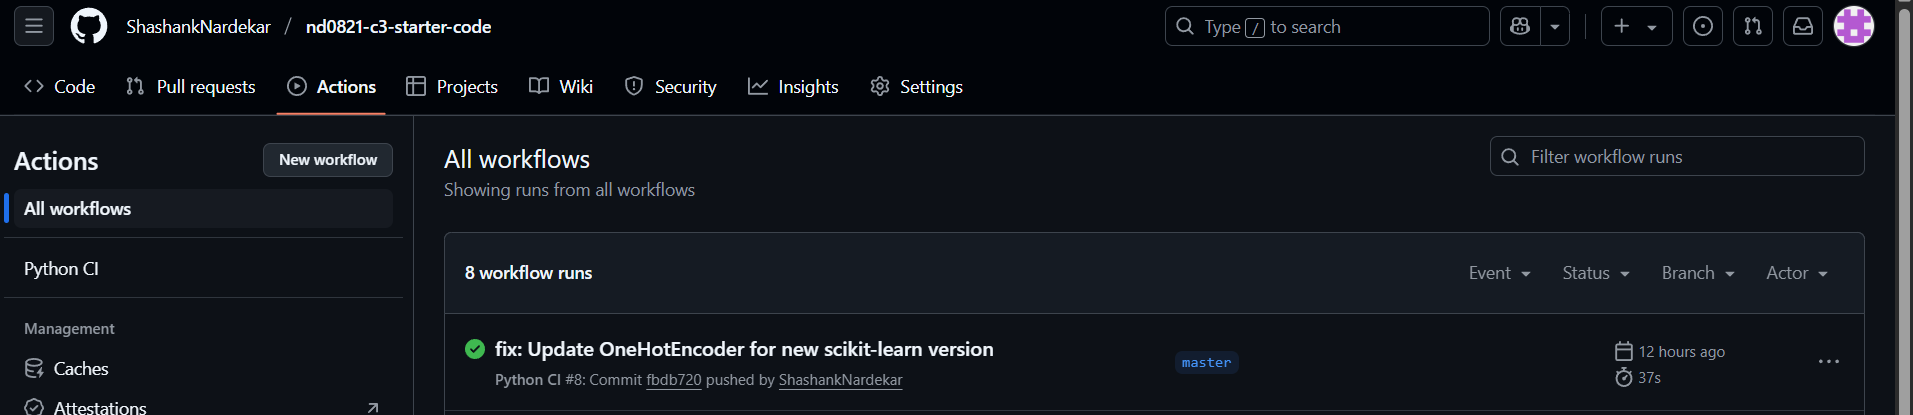 ShashankNardekar / nd0821-c3-starter-code
Type / to search
Code Pull requests Actions Projects Wiki Security Insights Settings
Actions
New workflow
All workflows
Python CI
Management
Caches
Attestations
All workflows
Showing runs from all workflows
Filter workflow runs
8 workflow runs
Event Status Branch Actor
fix: Update OneHotEncoder for new scikit-learn version
Python CI #8: Commit fbdb720 pushed by ShashankNardekar
master
12 hours ago
37s